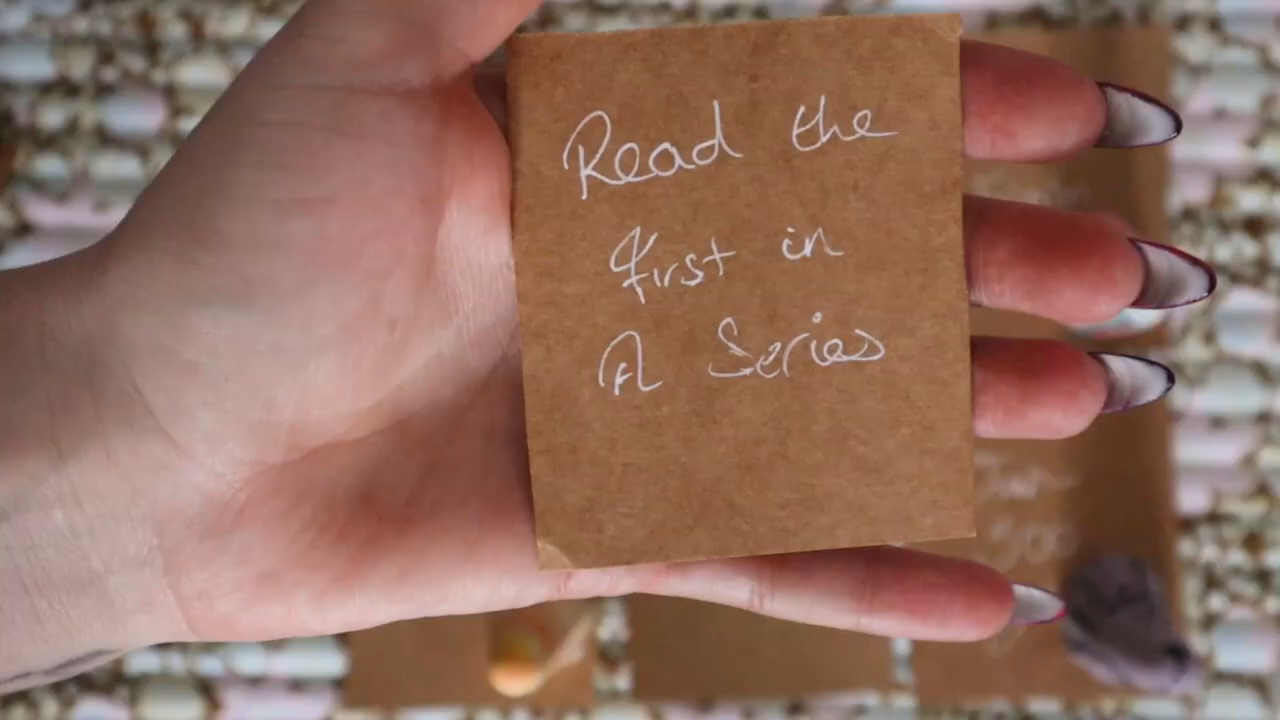 Read the
first in
A Series